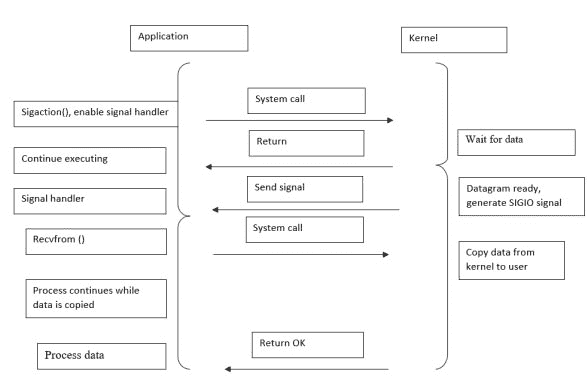 Application
Kernel
Sigaction(), enable signal handler
System call
Return
Wait for data
Continue executing
Send signal
Datagram ready,
generate SIGIO signal
Signal handler
System call
Recvfrom ()
Copy data from
kernel to user
Process continues while
data is copied
Return OK
Process data